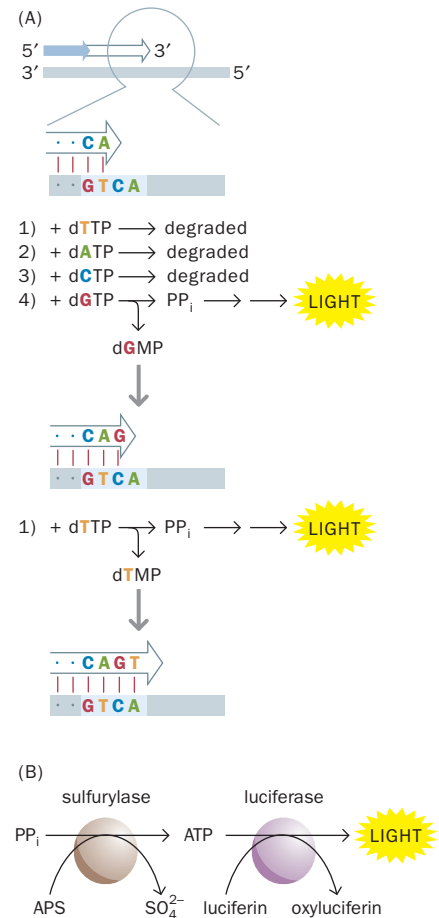 (A)
5′ 3′
3′ 5′
· · C A
· · G T C A
1) + dTTP → degraded
2) + dATP → degraded
3) + dCTP → degraded
4) + dGTP → PPi → → LIGHT
dGMP
· · C A G
· · G T C A
1) + dTTP → PPi → → LIGHT
dTMP
· · C A G T
· · G T C A
(B)
sulfurylase luciferase
PPi ATP LIGHT
APS SO₄²⁻ luciferin oxyluciferin